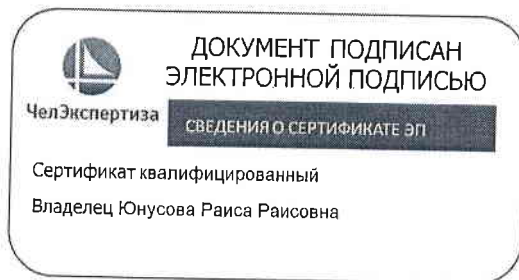 ДОКУМЕНТ ПОДПИСАН
ЭЛЕКТРОННОЙ ПОДПИСЬЮ
ЧелЭкспертиза
СВЕДЕНИЯ О СЕРТИФИКАТЕ ЭП
Сертификат квалифицированный
Владелец Юнусова Раиса Раисовна